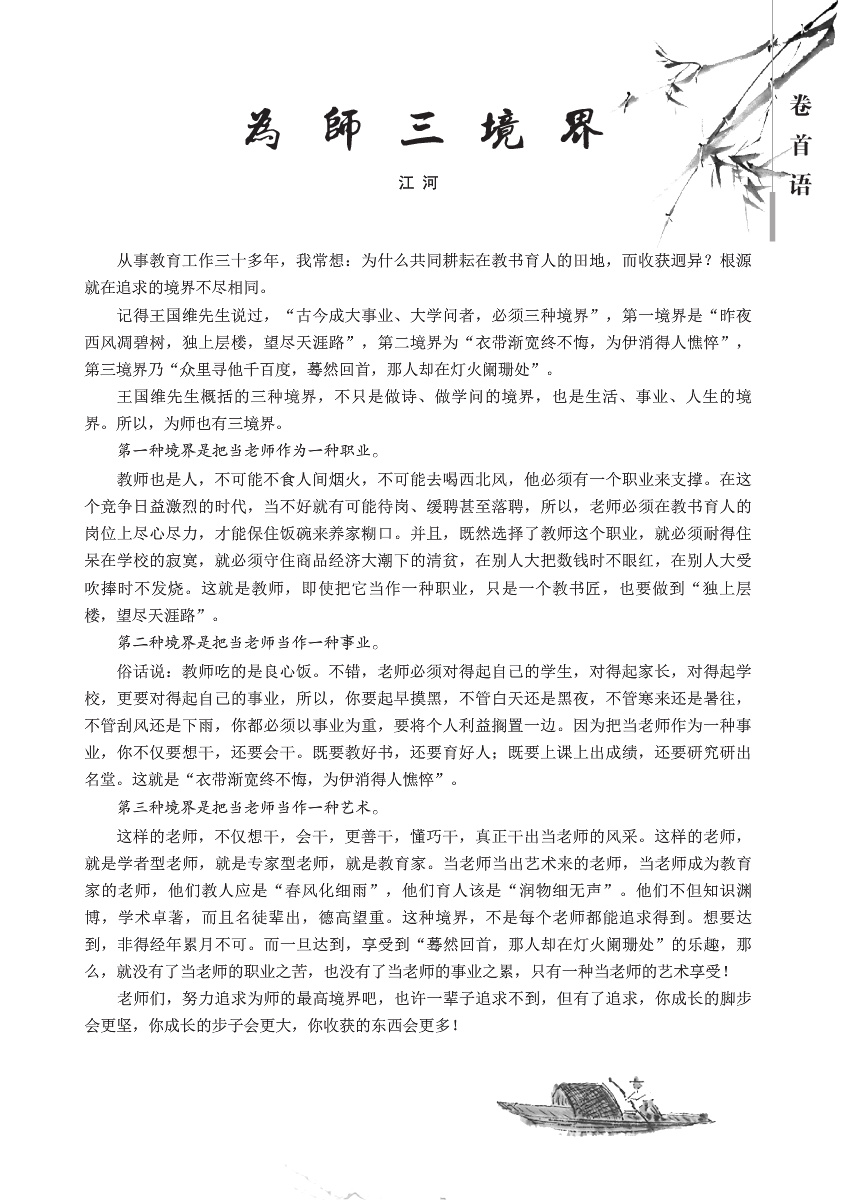 卷首语
為師三境界
江河
从事教育工作三十多年，我常想：为什么共同耕耘在教书育人的田地，而收获迥异？根源
就在追求的境界不尽相同。
记得王国维先生说过，“古今成大事业、大学问者，必须三种境界”，第一境界是“昨夜
西风凋碧树，独上层楼，望尽天涯路”，第二境界为“衣带渐宽终不悔，为伊消得人憔悴”，
第三境界乃“众里寻他千百度，蓦然回首，那人却在灯火阑珊处”。
王国维先生概括的三种境界，不只是做诗、做学问的境界，也是生活、事业、人生的境
界。所以，为师也有三境界。
第一种境界是把当老师作为一种职业。
教师也是人，不可能不食人间烟火，不可能去喝西北风，他必须有一个职业来支撑。在这
个竞争日益激烈的时代，当不好就有可能待岗、缓聘甚至落聘，所以，老师必须在教书育人的
岗位上尽心尽力，才能保住饭碗来养家糊口。并且，既然选择了教师这个职业，就必须耐得住
呆在学校的寂寞，就必须守住商品经济大潮下的清贫，在别人大把数钱时不眼红，在别人大受
吹捧时不发烧。这就是教师，即使把它当作一种职业，只是一个教书匠，也要做到“独上层
楼，望尽天涯路”。
第二种境界是把当老师当作一种事业。
俗话说：教师吃的是良心饭。不错，老师必须对得起自己的学生，对得起家长，对得起学
校，更要对得起自己的事业，所以，你要起早摸黑，不管白天还是黑夜，不管寒来还是暑往，
不管刮风还是下雨，你都必须以事业为重，要将个人利益搁置一边。因为把当老师作为一种事
业，你不仅要想干，还要会干。既要教好书，还要育好人；既要上课上出成绩，还要研究研出
名堂。这就是“衣带渐宽终不悔，为伊消得人憔悴”。
第三种境界是把当老师当作一种艺术。
这样的老师，不仅想干，会干，更善干，懂巧干，真正干出当老师的风采。这样的老师，
就是学者型老师，就是专家型老师，就是教育家。当老师当出艺术来的老师，当老师成为教育
家的老师，他们教人应是“春风化细雨”，他们育人该是“润物细无声”。他们不但知识渊
博，学术卓著，而且名徒辈出，德高望重。这种境界，不是每个老师都能追求得到。想要达
到，非得经年累月不可。而一旦达到，享受到“蓦然回首，那人却在灯火阑珊处”的乐趣，那
么，就没有了当老师的职业之苦，也没有了当老师的事业之累，只有一种当老师的艺术享受！
老师们，努力追求为师的最高境界吧，也许一辈子追求不到，但有了追求，你成长的脚步
会更坚，你成长的步子会更大，你收获的东西会更多！